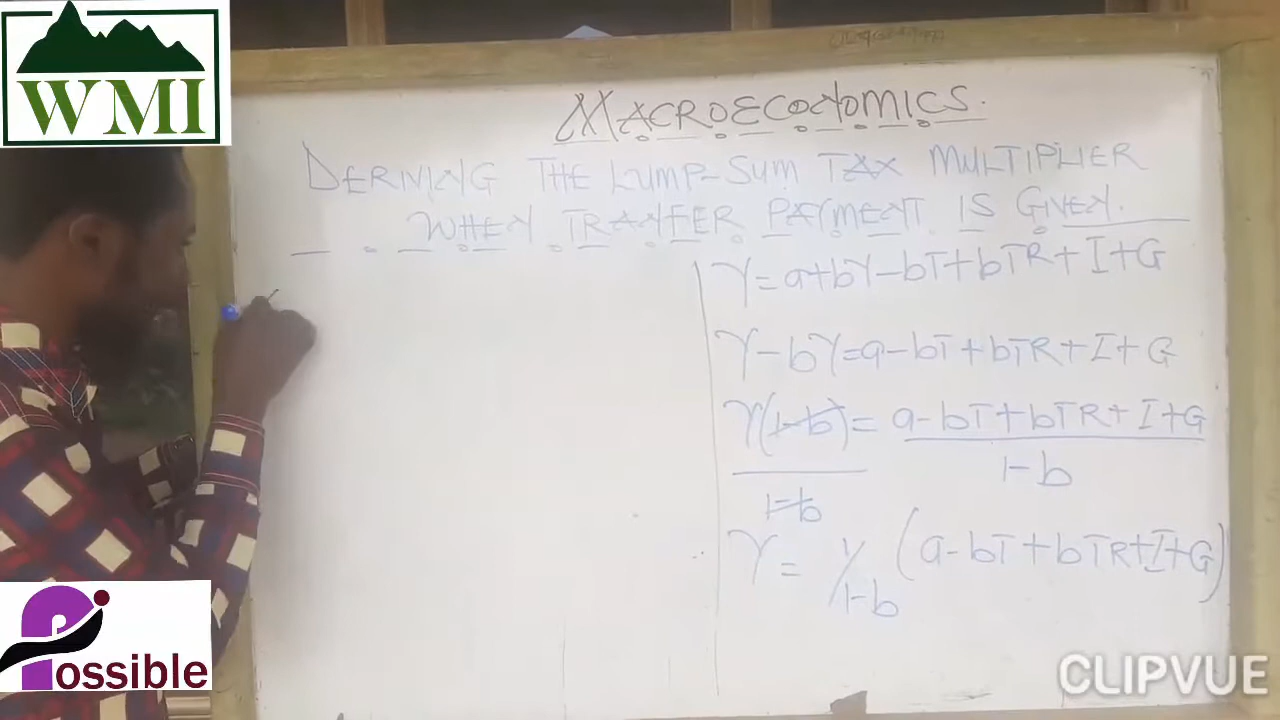 WMI
MACROECONOMICS.
DERIVING THE LUMP-SUM TAX MULTIPLIER
WHEN TRANSFER PAYMENT IS GIVEN.
Y=a+bY-bT+bTR+I+G
Y-bY=a-bT+bTR+I+G
Y(1-b)= a-bT+bTR+I+G
1-b 1-b
Y= 1/1-b (a-bT+bTR+I+G)
Possible
CLIPVUE